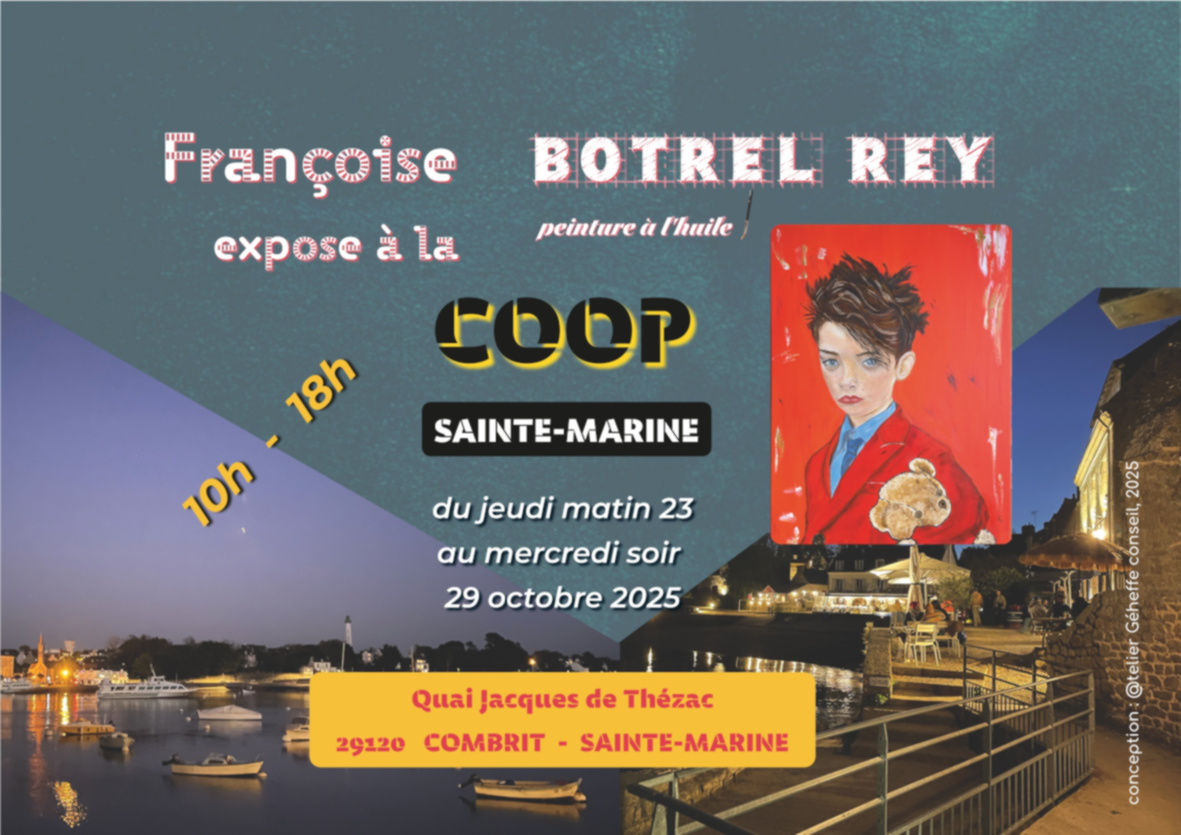 Françoise BOTREL REY
peinture à l'huile
expose à la
COOP
SAINTE-MARINE
10h - 18h
du jeudi matin 23
au mercredi soir
29 octobre 2025
Quai Jacques de Thézac
29120 COMBRIT - SAINTE-MARINE
conception : @telier Géheffe conseil, 2025